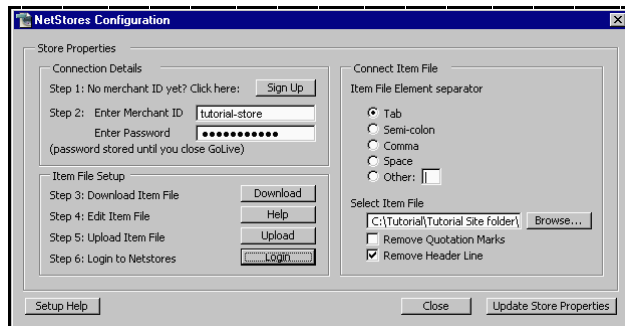 NetStores Configuration
Store Properties
Connection Details
Step 1: No merchant ID yet? Click here: Sign Up
Step 2: Enter Merchant ID tutorial-store
Enter Password ●●●●●●●●●●●
(password stored until you close GoLive)
Item File Setup
Step 3: Download Item File Download
Step 4: Edit Item File Help
Step 5: Upload Item File Upload
Step 6: Login to Netstores Login
Connect Item File
Item File Element separator
Tab
Semi-colon
Comma
Space
Other:
Select Item File
C:\Tutorial\Tutorial Site folder\ Browse...
Remove Quotation Marks
Remove Header Line
Setup Help Close Update Store Properties